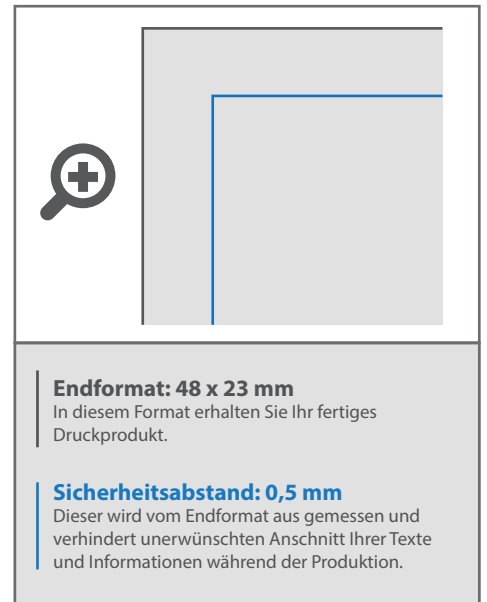 Endformat: 48 x 23 mm
In diesem Format erhalten Sie Ihr fertiges
Druckprodukt.
Sicherheitsabstand: 0,5 mm
Dieser wird vom Endformat aus gemessen und
verhindert unerwünschten Anschnitt Ihrer Texte
und Informationen während der Produktion.